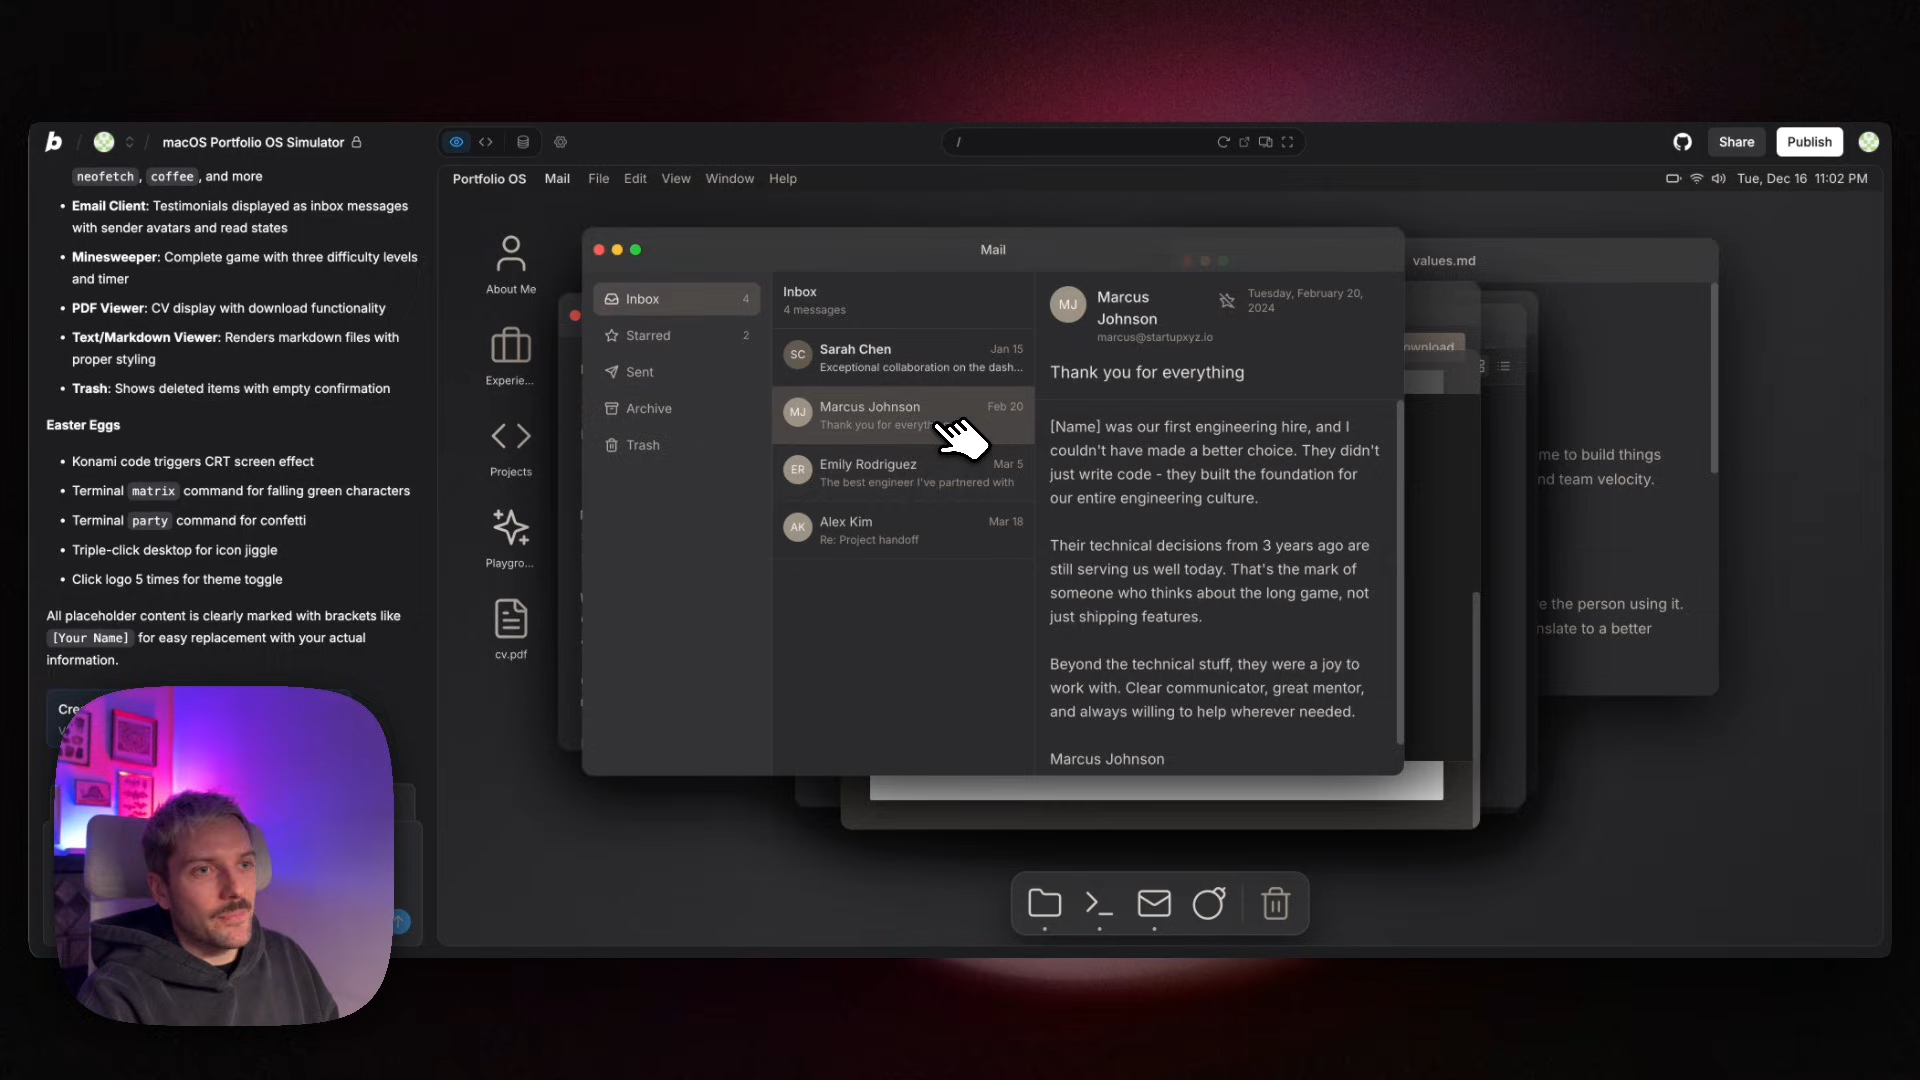 b / / macOS Portfolio OS Simulator
/
Share
Publish
neofetch, coffee, and more
• Email Client: Testimonials displayed as inbox messages
with sender avatars and read states
• Minesweeper: Complete game with three difficulty levels
and timer
• PDF Viewer: CV display with download functionality
• Text/Markdown Viewer: Renders markdown files with
proper styling
• Trash: Shows deleted items with empty confirmation
Easter Eggs
• Konami code triggers CRT screen effect
• Terminal matrix command for falling green characters
• Terminal party command for confetti
• Triple-click desktop for icon jiggle
• Click logo 5 times for theme toggle
All placeholder content is clearly marked with brackets like
[Your Name] for easy replacement with your actual
information.
Portfolio OS Mail File Edit View Window Help
Tue, Dec 16 11:02 PM
About Me
Experie...
Projects
Playgro...
cv.pdf
Mail
Inbox 4
Starred 2
Sent
Archive
Trash
Inbox
4 messages
SC Sarah Chen Jan 15
Exceptional collaboration on the dash...
MJ Marcus Johnson Feb 20
Thank you for everyth
ER Emily Rodriguez Mar 5
The best engineer I've partnered with
AK Alex Kim Mar 18
Re: Project handoff
MJ
Marcus
Johnson
marcus@startupxyz.io
Tuesday, February 20,
2024
Thank you for everything
[Name] was our first engineering hire, and I
couldn't have made a better choice. They didn't
just write code - they built the foundation for
our entire engineering culture.
Their technical decisions from 3 years ago are
still serving us well today. That's the mark of
someone who thinks about the long game, not
just shipping features.
Beyond the technical stuff, they were a joy to
work with. Clear communicator, great mentor,
and always willing to help wherever needed.
Marcus Johnson
values.md
ownload
me to build things
nd team velocity.
e the person using it.
nslate to a better